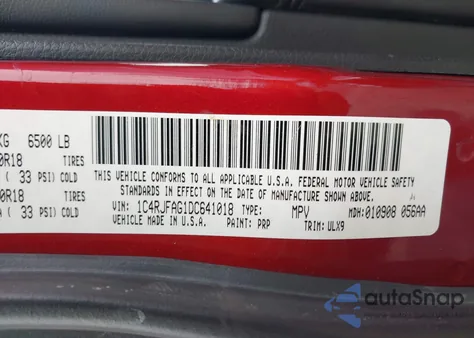 KG 6500 LB
0R18 TIRES
( 33 PSI) COLD
0R18 TIRES
A ( 33 PSI) COLD
THIS VEHICLE CONFORMS TO ALL APPLICABLE U.S.A. FEDERAL MOTOR VEHICLE SAFETY
STANDARDS IN EFFECT ON THE DATE OF MANUFACTURE SHOWN ABOVE.
VIN: 1C4RJFAG1DC641018 TYPE: MPV MDH: 010908 056AA
VEHICLE MADE IN U.S.A. PAINT: PRP TRIM: ULX9
autaSnap